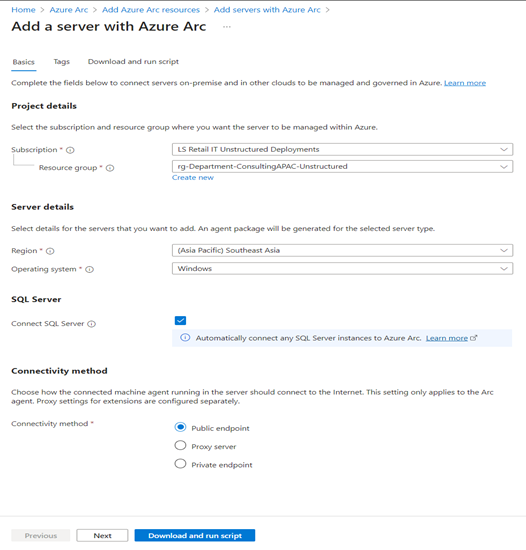 Home > Azure Arc > Add Azure Arc resources > Add servers with Azure Arc >
Add a server with Azure Arc ...
Basics Tags Download and run script
Complete the fields below to connect servers on-premise and in other clouds to be managed and governed in Azure. Learn more
Project details
Select the subscription and resource group where you want the server to be managed within Azure.
Subscription * LS Retail IT Unstructured Deployments
Resource group * rg-Department-ConsultingAPAC-Unstructured
Create new
Server details
Select details for the servers that you want to add. An agent package will be generated for the selected server type.
Region * (Asia Pacific) Southeast Asia
Operating system * Windows
SQL Server
Connect SQL Server
Automatically connect any SQL Server instances to Azure Arc. Learn more
Connectivity method
Choose how the connected machine agent running in the server should connect to the Internet. This setting only applies to the Arc
agent. Proxy settings for extensions are configured separately.
Connectivity method * Public endpoint
Proxy server
Private endpoint
Previous Next Download and run script